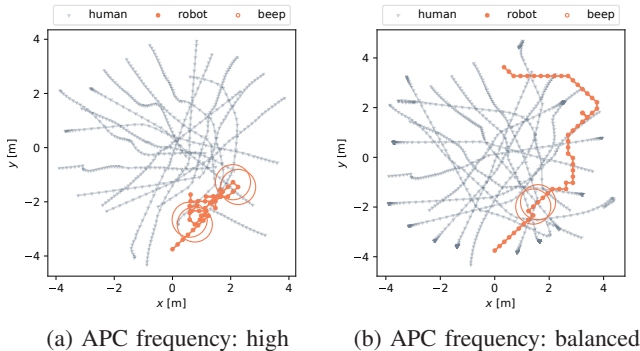 human robot beep
human robot beep
4
2
0
−2
−4
y [m]
−4 −2 0 2 4
x [m]
4
2
0
−2
−4
y [m]
−4 −2 0 2 4
x [m]
(a) APC frequency: high
(b) APC frequency: balanced